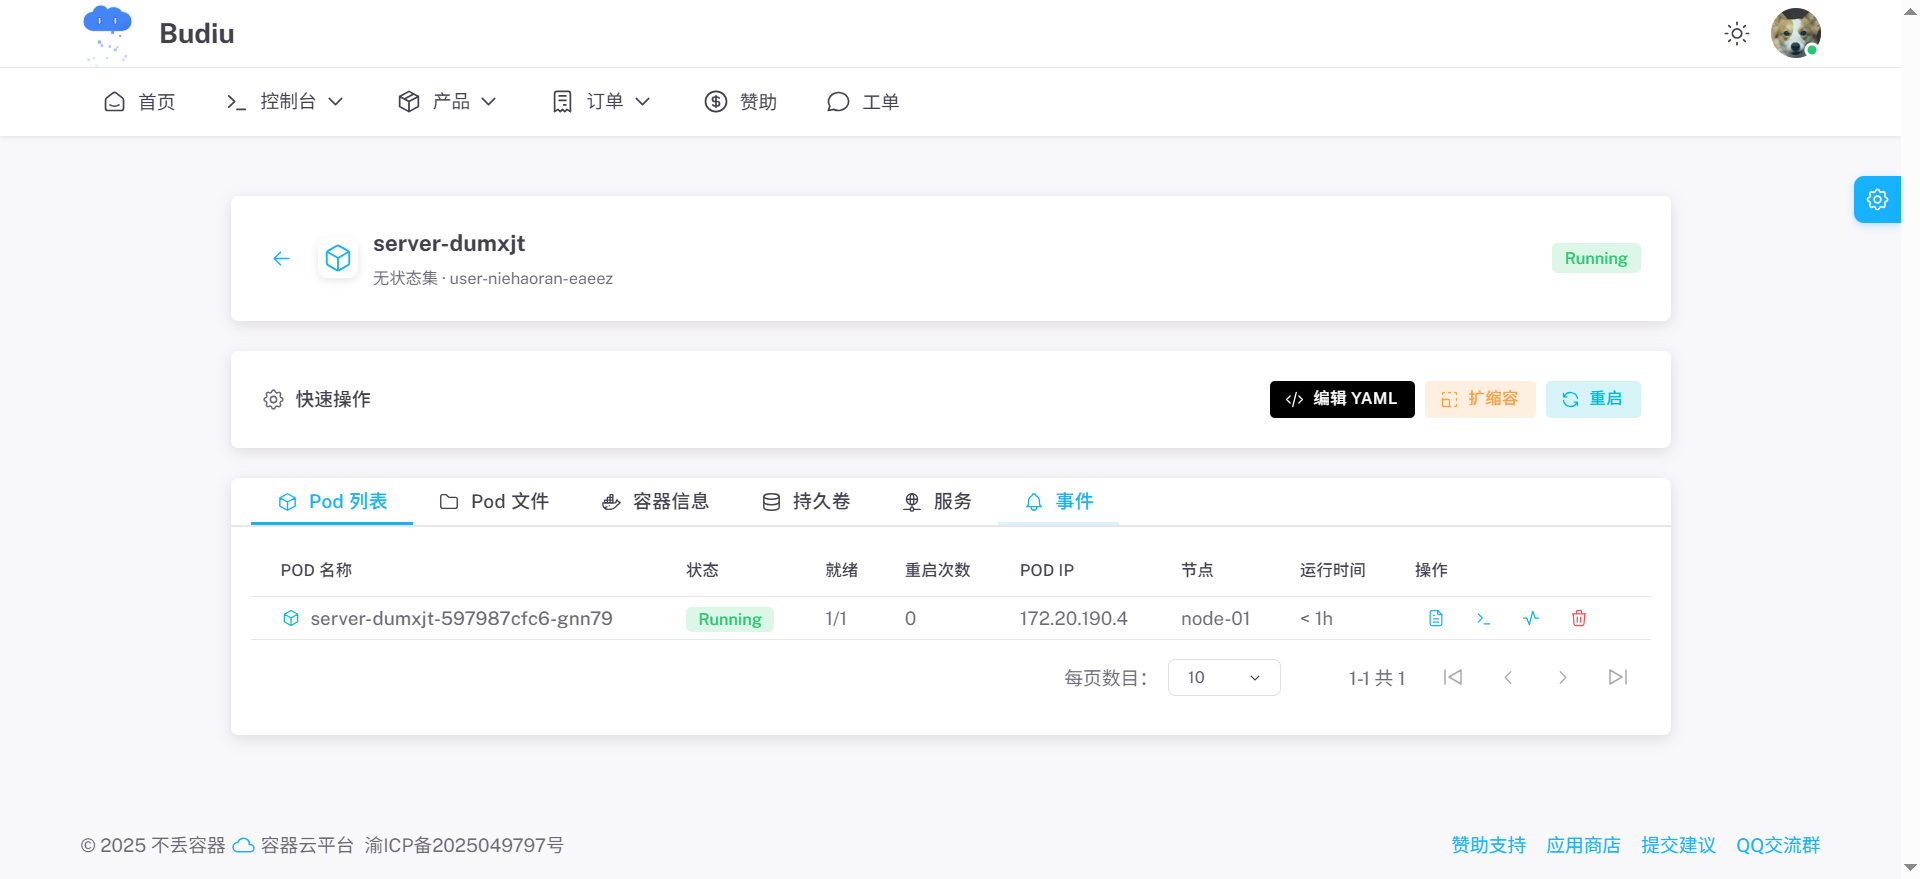 Budiu
首页
控制台
产品
订单
赞助
工单
server-dumxjt
无状态集 · user-niehaoran-eaeez
Running
快速操作
</> 编辑 YAML
扩缩容
重启
Pod 列表
Pod 文件
容器信息
持久卷
服务
事件
POD 名称 状态 就绪 重启次数 POD IP 节点 运行时间 操作
server-dumxjt-597987cfc6-gnn79 Running 1/1 0 172.20.190.4 node-01 < 1h
每页数目： 10 1-1 共 1
© 2025 不丢容器 容器云平台 渝ICP备2025049797号
赞助支持 应用商店 提交建议 QQ交流群